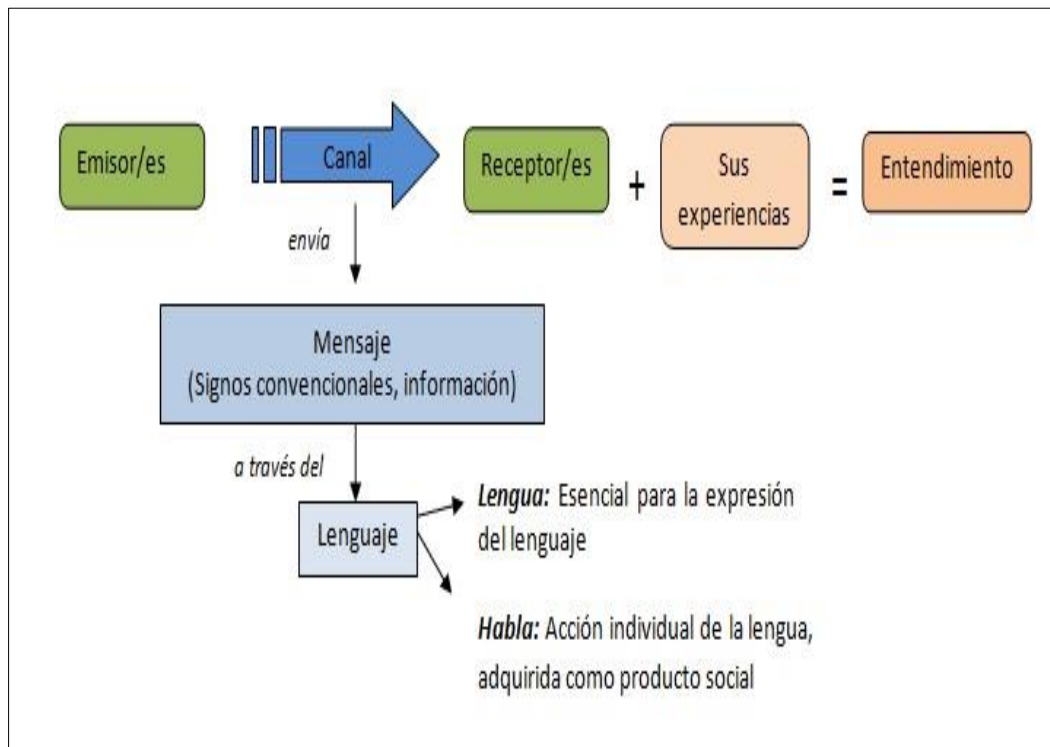 Emisor/es
Canal
Receptor/es
+
Sus
experiencias
=
Entendimiento
envía
Mensaje
(Signos convencionales, información)
a través del
Lenguaje
Lengua: Esencial para la expresión
del lenguaje
Habla: Acción individual de la lengua,
adquirida como producto social